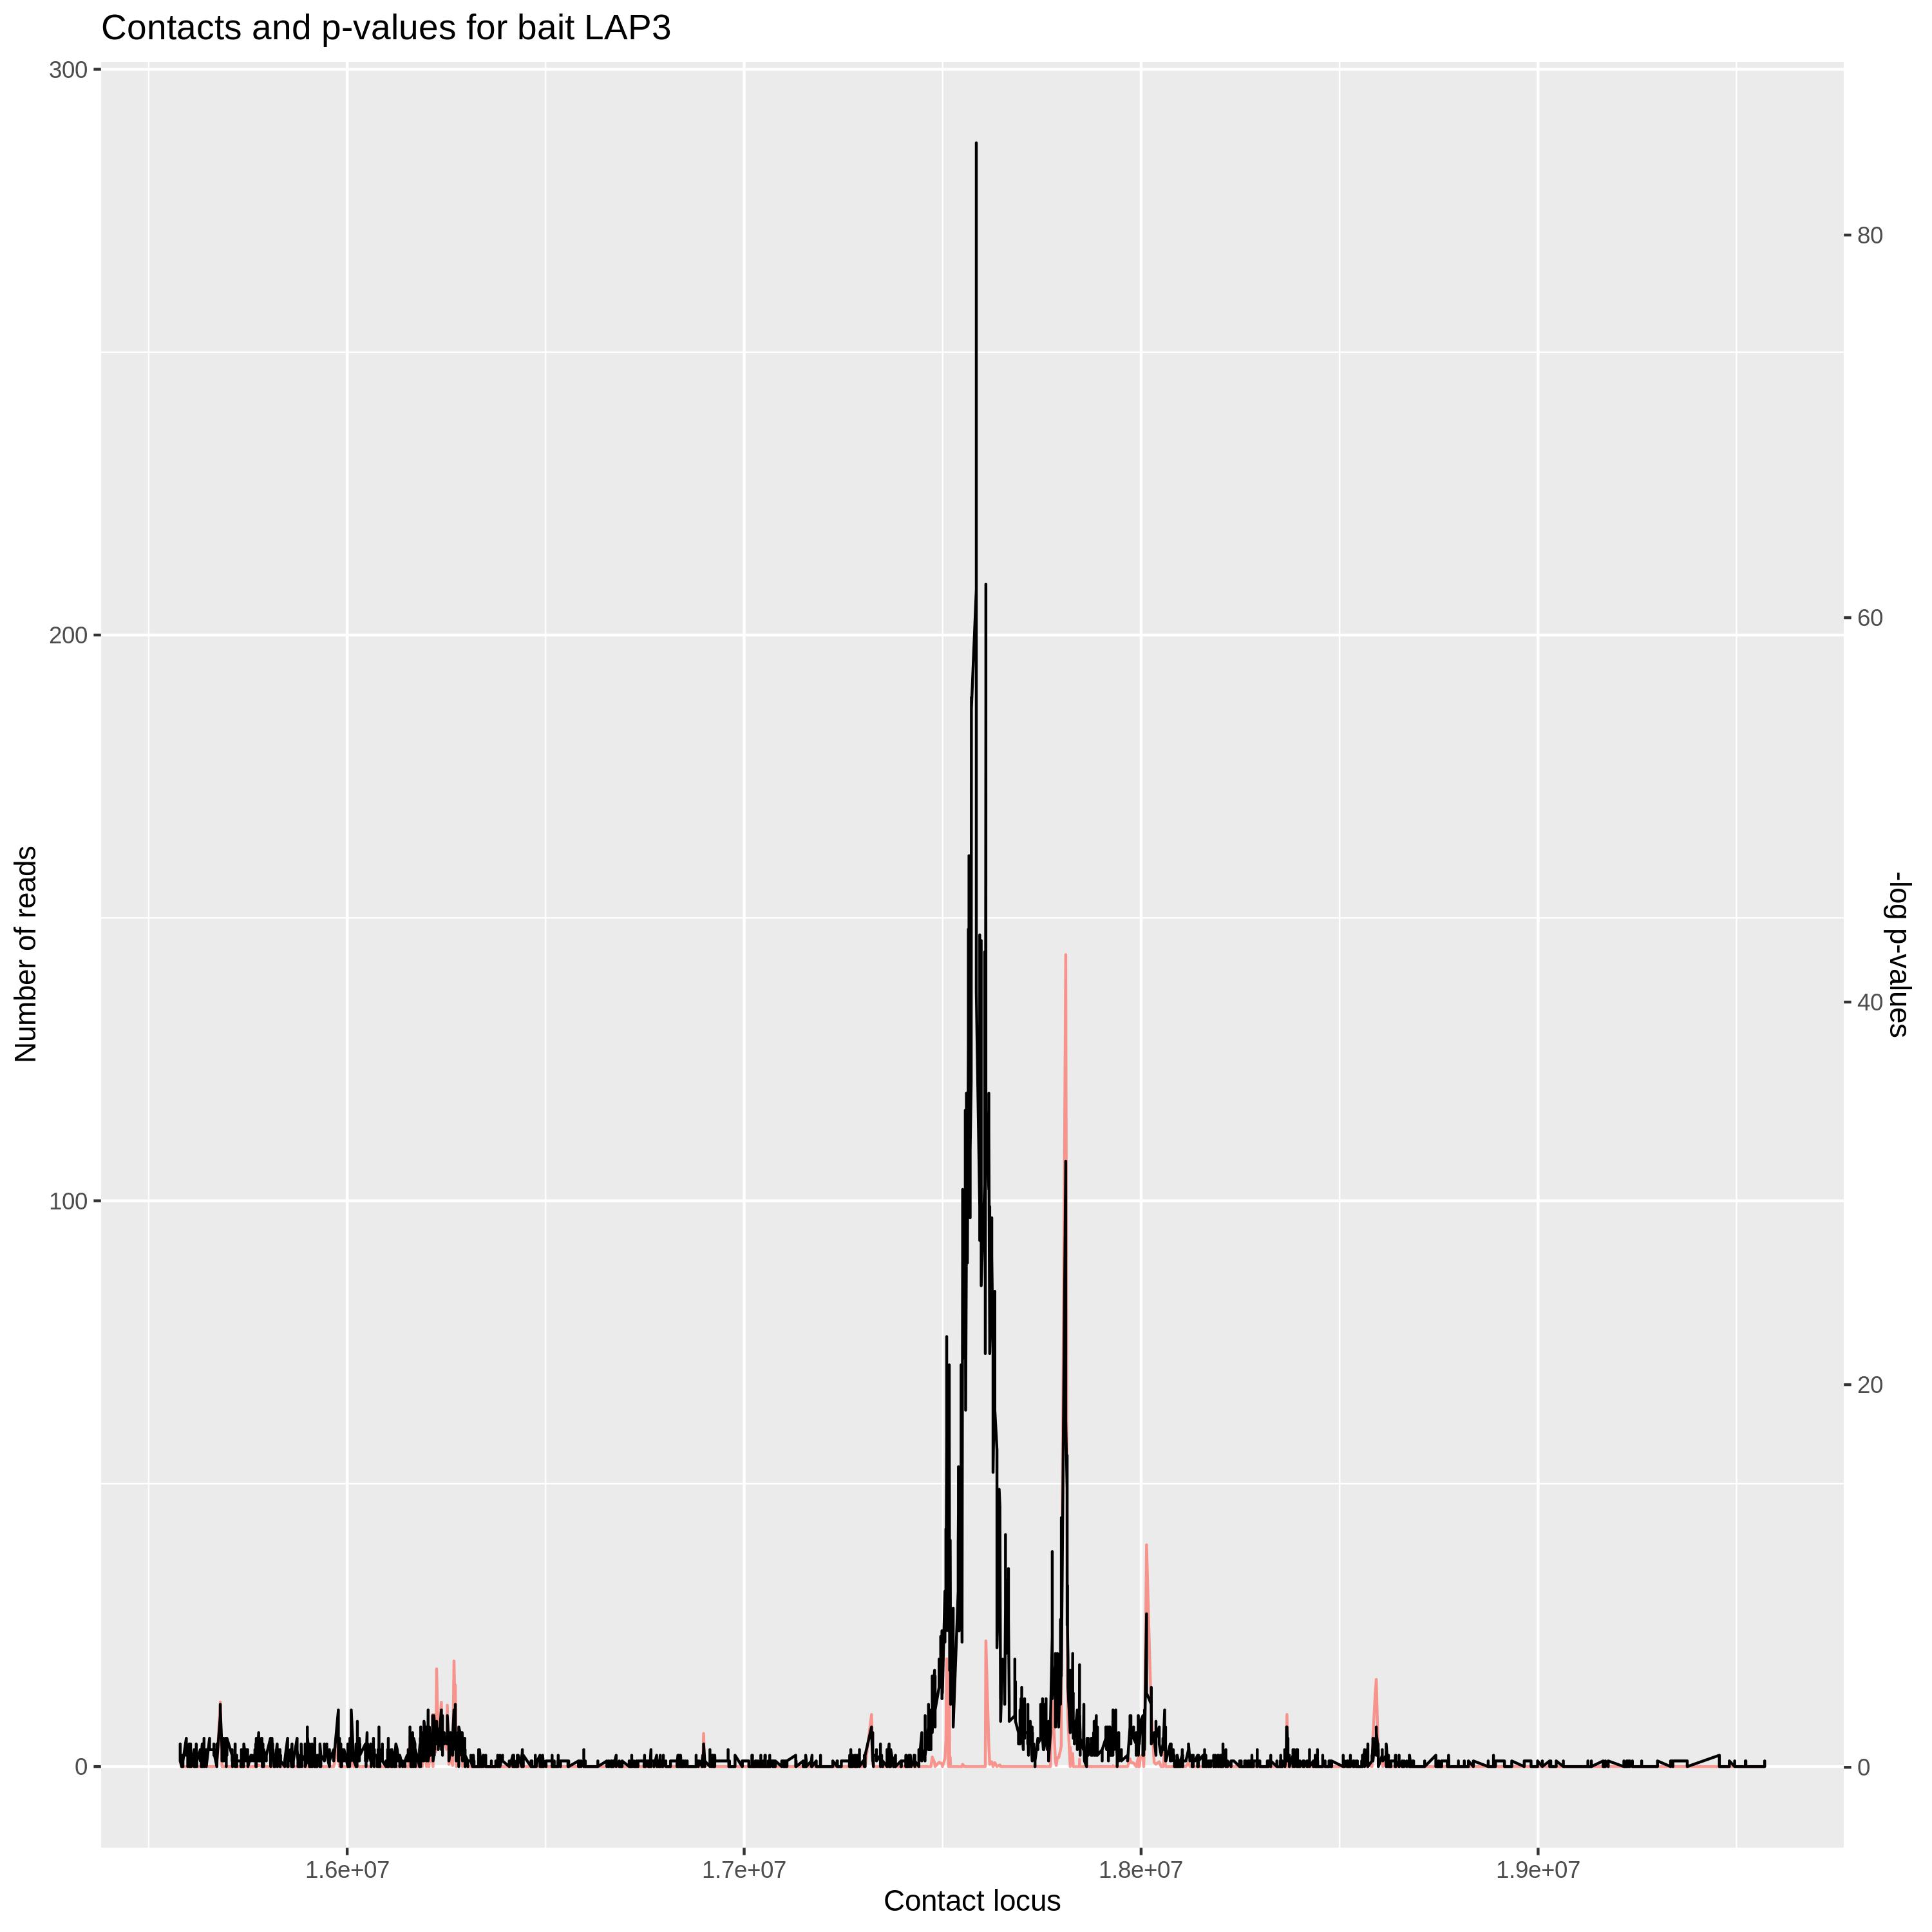 Contacts and p-values for bait LAP3
300
200
100
0
Number of reads
80
60
40
20
0
-log p-values
1.6e+07
1.7e+07
1.8e+07
1.9e+07
Contact locus